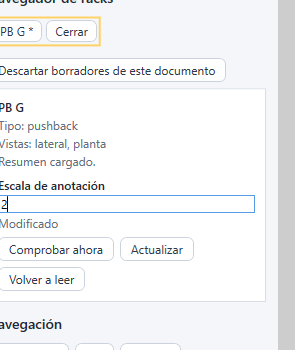 avegador de racks
PB G * Cerrar
Descartar borradores de este documento
PB G
Tipo: pushback
Vistas: lateral, planta
Resumen cargado.
Escala de anotación
2
Modificado
Comprobar ahora Actualizar
Volver a leer
avegación